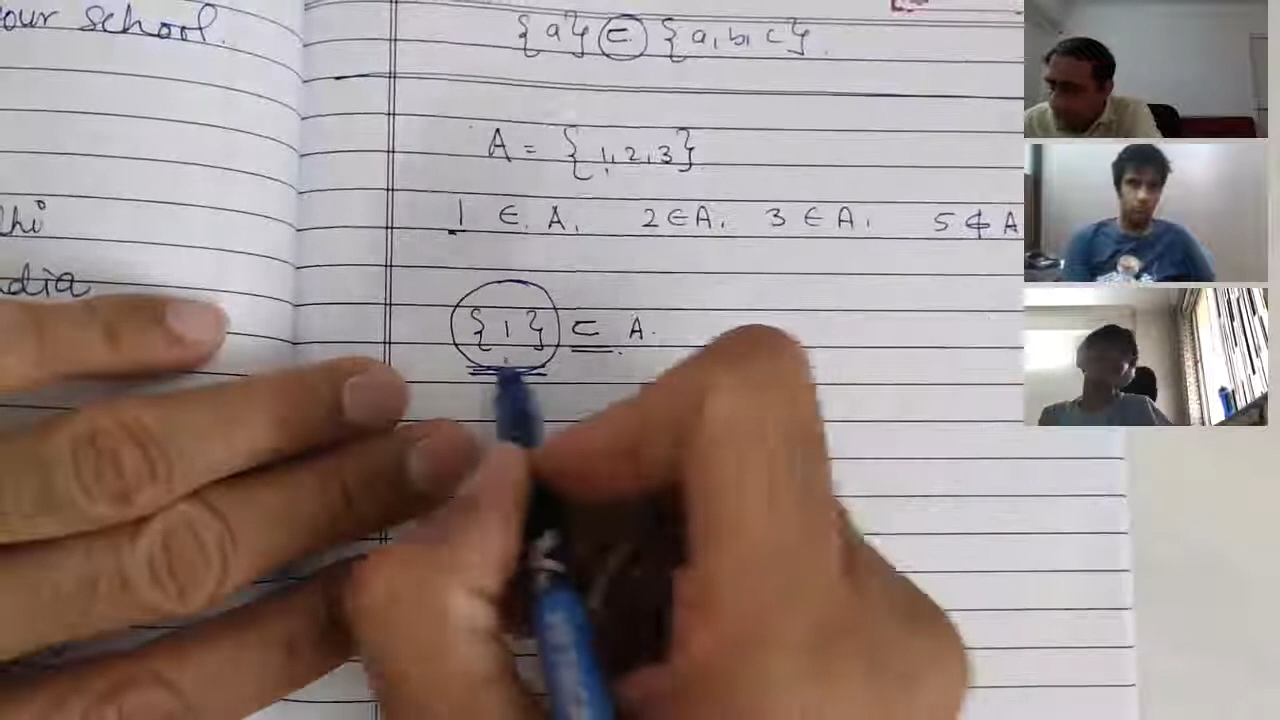 our school.
{a} ⊂ {a, b, c}.
A = {1, 2, 3}
1 ∈ A, 2 ∈ A, 3 ∈ A, 5 ∉ A
{1} ⊂ A.